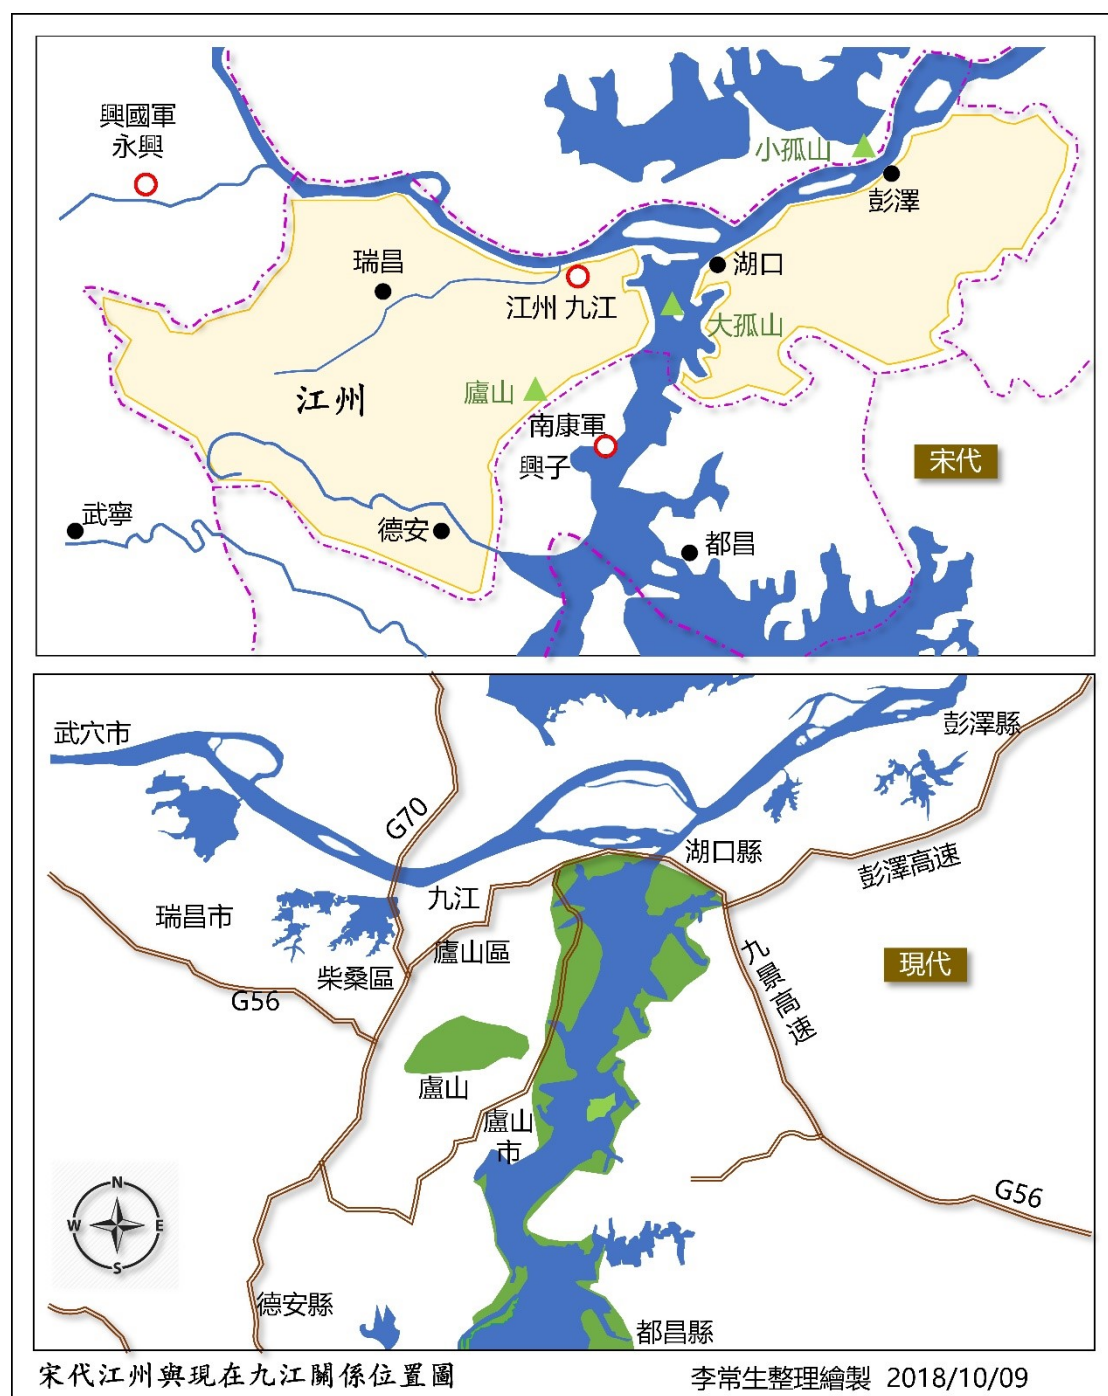 興國軍
永興
小孤山
彭澤
瑞昌
湖口
江州 九江
大孤山
江州
廬山
南康軍
興子
宋代
武寧
德安
都昌
武穴市
彭澤縣
G70
湖口縣
彭澤高速
九江
瑞昌市
廬山區
九景高速
現代
柴桑區
G56
盧山
盧山
市
G56
N
W
E
S
德安縣
都昌縣
宋代江州與現在九江關係位置圖
李常生整理繪製 2018/10/09